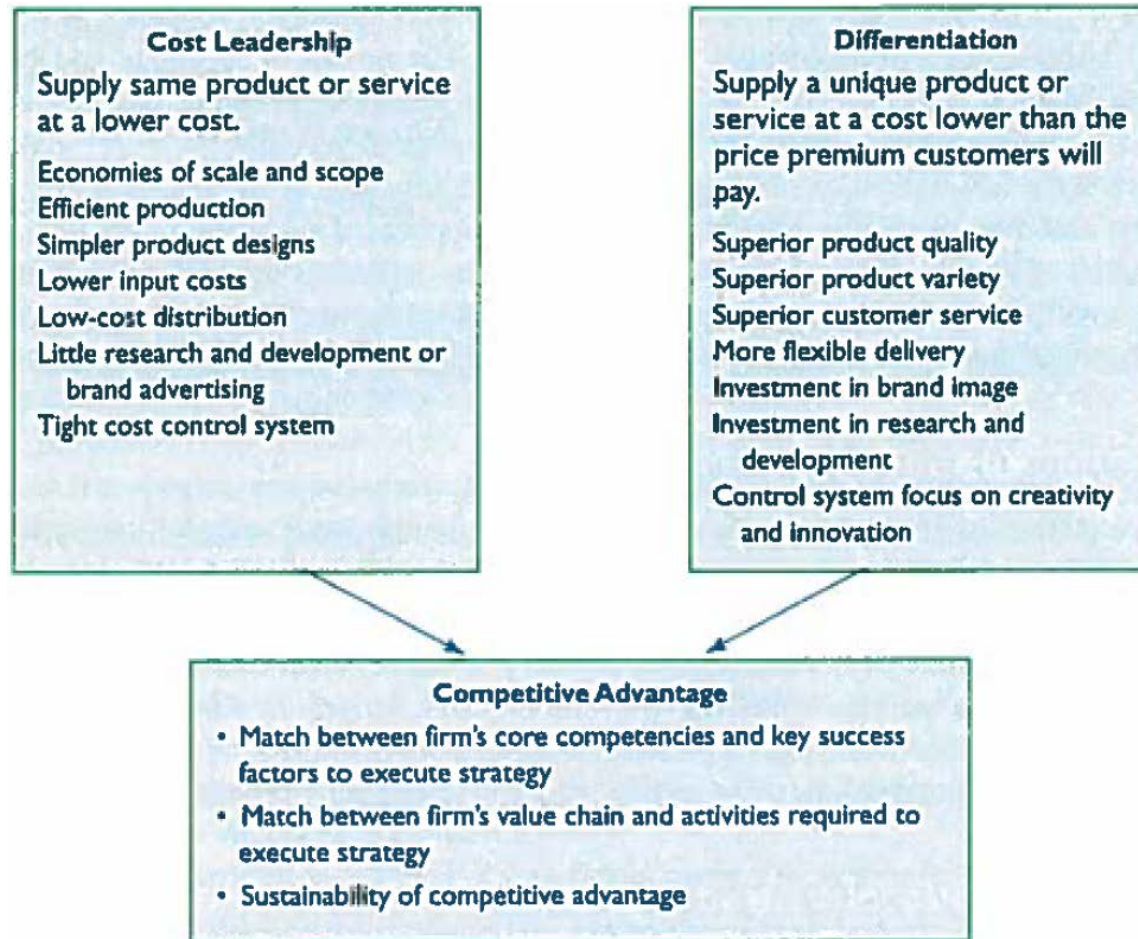 Cost Leadership
Supply same product or service
at a lower cost.
Economies of scale and scope
Efficient production
Simpler product designs
Lower input costs
Low-cost distribution
Little research and development or
brand advertising
Tight cost control system
Differentiation
Supply a unique product or
service at a cost lower than the
price premium customers will
pay.
Superior product quality
Superior product variety
Superior customer service
More flexible delivery
Investment in brand image
Investment in research and
development
Control system focus on creativity
and innovation
Competitive Advantage
• Match between firm's core competencies and key success
factors to execute strategy
• Match between firm's value chain and activities required to
execute strategy
• Sustainability of competitive advantage